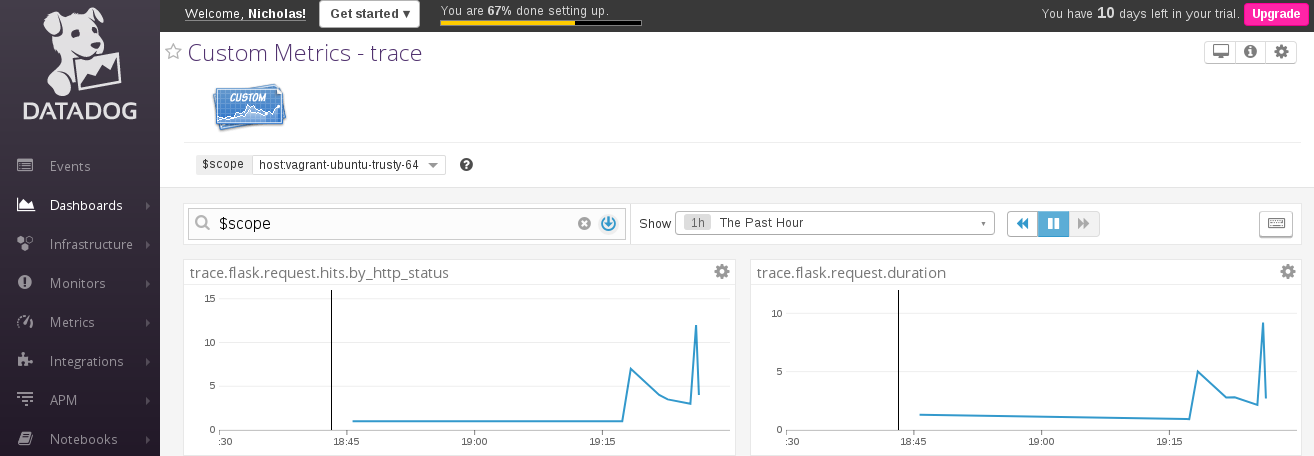 Welcome, Nicholas!
Get started ▾
You are 67% done setting up.
You have 10 days left in your trial.
Upgrade
DATADOG
Events
Dashboards
Infrastructure
Monitors
Metrics
Integrations
APM
Notebooks
Custom Metrics - trace
CUSTOM
$scope
host:vagrant-ubuntu-trusty-64
$scope
Show
1h The Past Hour
trace.flask.request.hits.by_http_status
15
10
5
0
:30 18:45 19:00 19:15
trace.flask.request.duration
10
5
0
:30 18:45 19:00 19:15